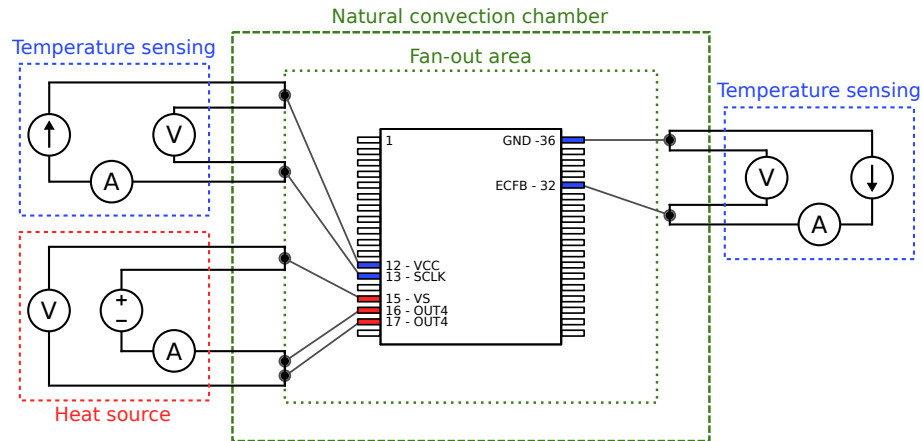 Natural convection chamber
Temperature sensing
Fan-out area
Temperature sensing
V
A
1
GND -36
ECFB - 32
V
A
12 - VCC
13 - SCLK
15 - VS
16 - OUT4
17 - OUT4
V
+
−
A
Heat source